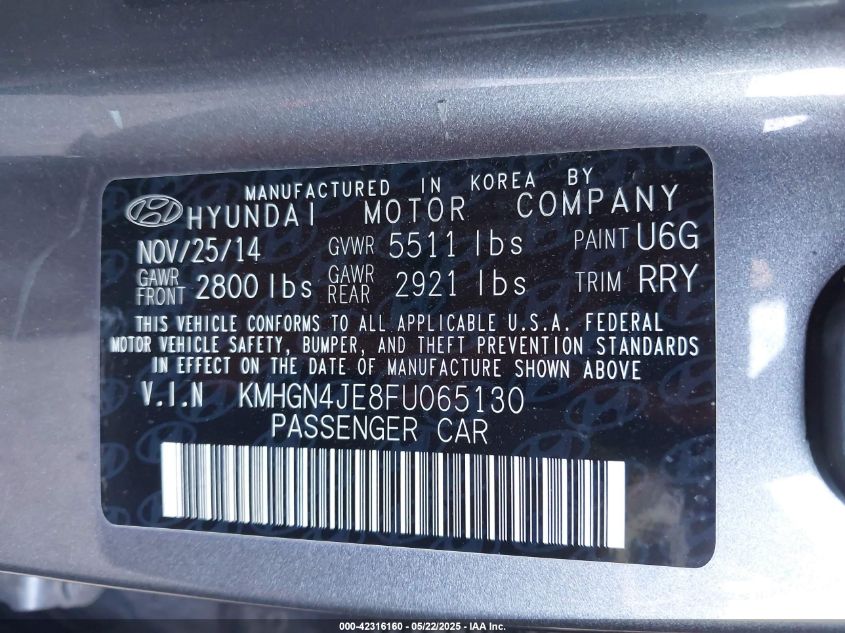 MANUFACTURED IN KOREA BY
HYUNDAI MOTOR COMPANY
NOV/25/14 GVWR 5511 lbs PAINT U6G
GAWR FRONT 2800 lbs GAWR REAR 2921 lbs TRIM RRY
THIS VEHICLE CONFORMS TO ALL APPLICABLE U.S.A. FEDERAL
MOTOR VEHICLE SAFETY, BUMPER, AND THEFT PREVENTION STANDARDS
IN EFFECT ON THE DATE OF MANUFACTURE SHOWN ABOVE.
V.I.N KMHGN4JE8FU065130
PASSENGER CAR
000-42316160 - 05/22/2025 - IAA Inc.